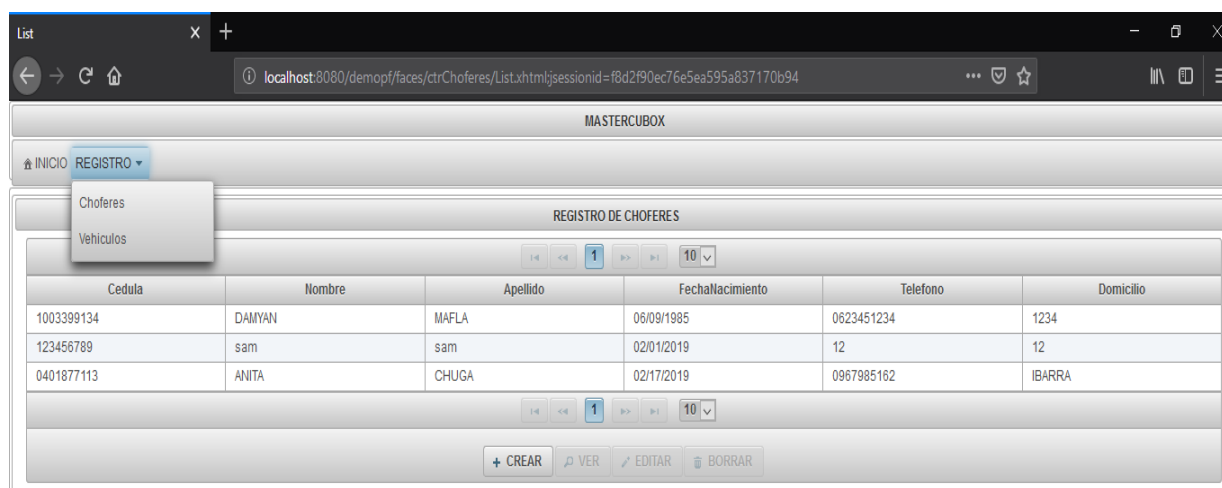 List
localhost:8080/demopf/faces/ctrChoferes/List.xhtml;jsessionid=f8d2f90ec76e5ea595a837170b94
MASTERCUBOX
INICIO REGISTRO
Choferes
Vehiculos
REGISTRO DE CHOFERES
1 10
Cedula Nombre Apellido FechaNacimiento Telefono Domicilio
1003399134 DAMYAN MAFLA 06/09/1985 0623451234 1234
123456789 sam sam 02/01/2019 12 12
0401877113 ANITA CHUGA 02/17/2019 0967985162 IBARRA
1 10
+ CREAR VER EDITAR BORRAR